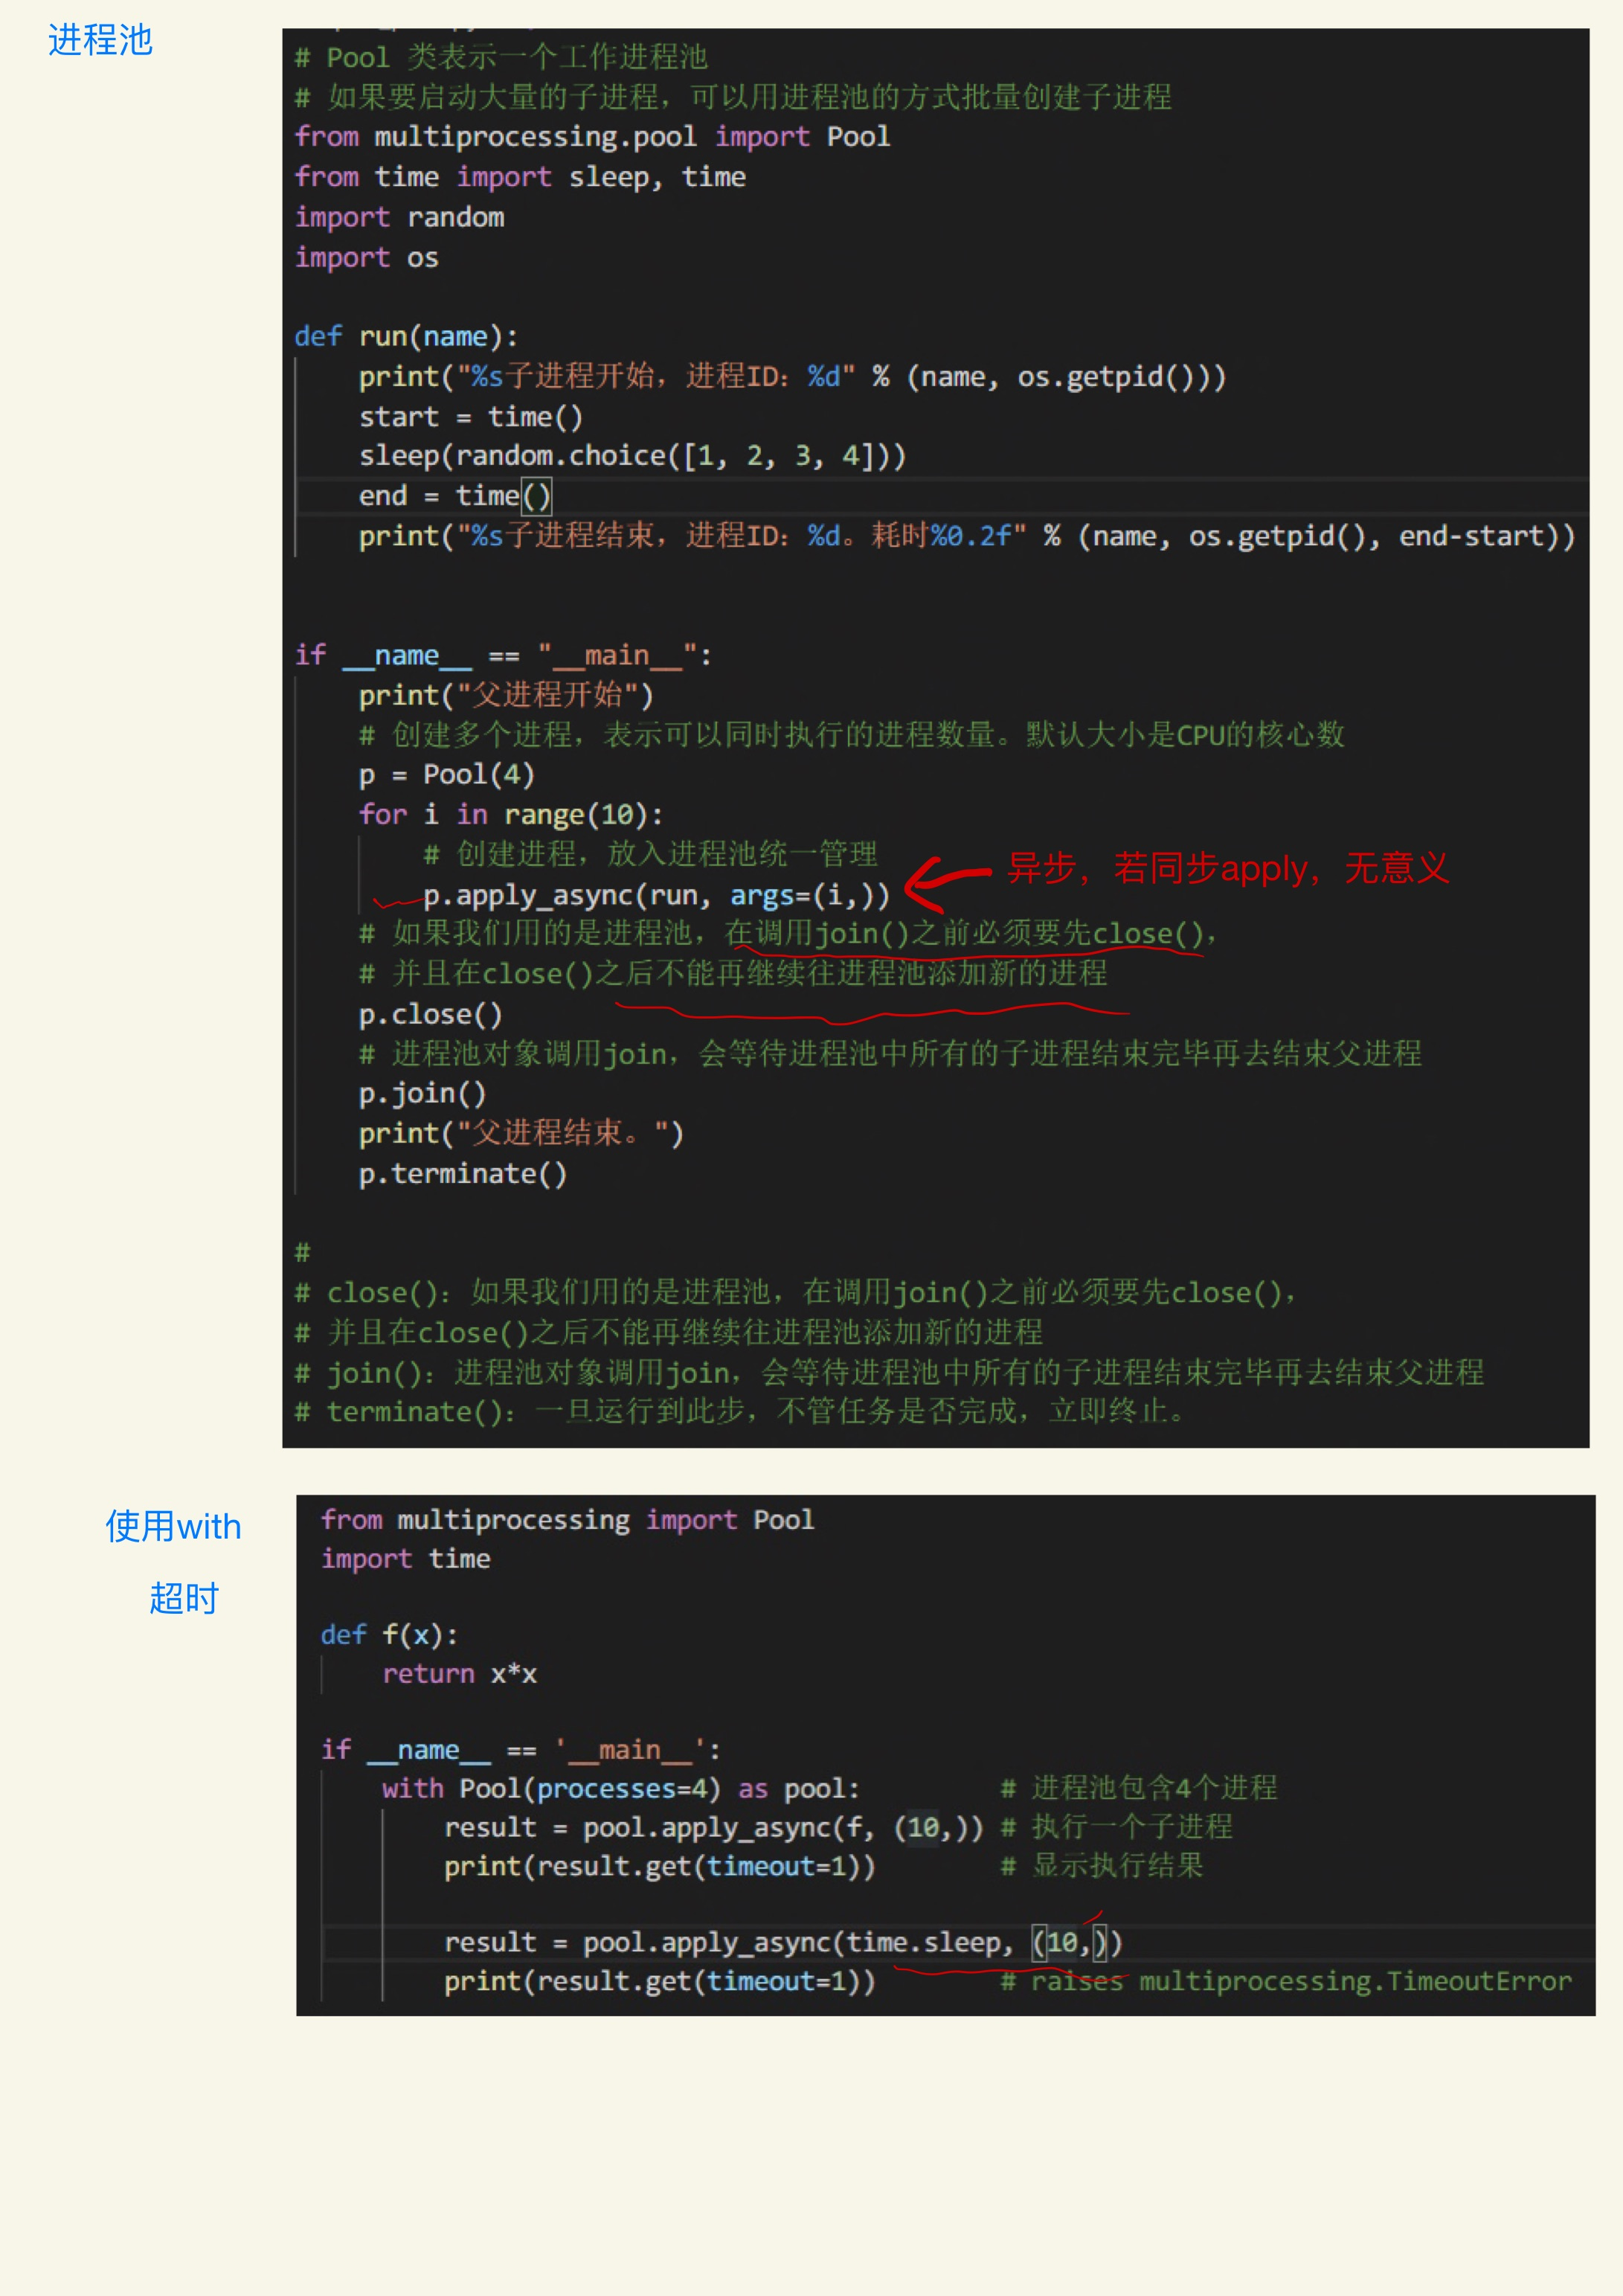 进程池
# Pool 类表示一个工作进程池
# 如果要启动大量的子进程，可以用进程池的方式批量创建子进程
from multiprocessing.pool import Pool
from time import sleep, time
import random
import os
def run(name):
print("%s子进程开始，进程ID：%d" % (name, os.getpid()))
start = time()
sleep(random.choice([1, 2, 3, 4]))
end = time()
print("%s子进程结束，进程ID：%d。耗时%0.2f" % (name, os.getpid(), end-start))
if __name__ == "__main__":
print("父进程开始")
# 创建多个进程，表示可以同时执行的进程数量。默认大小是CPU的核心数
p = Pool(4)
for i in range(10):
# 创建进程，放入进程池统一管理
p.apply_async(run, args=(i,))
异步，若同步apply，无意义
# 如果我们用的是进程池，在调用join()之前必须要先close()，
# 并且在close()之后不能再继续往进程池添加新的进程
p.close()
# 进程池对象调用join，会等待进程池中所有的子进程结束完毕再去结束父进程
p.join()
print("父进程结束。")
p.terminate()
#
# close()：如果我们用的是进程池，在调用join()之前必须要先close()，
# 并且在close()之后不能再继续往进程池添加新的进程
# join()：进程池对象调用join，会等待进程池中所有的子进程结束完毕再去结束父进程
# terminate()：一旦运行到此步，不管任务是否完成，立即终止。
使用with
超时
from multiprocessing import Pool
import time
def f(x):
return x*x
if __name__ == '__main__':
with Pool(processes=4) as pool: # 进程池包含4个进程
result = pool.apply_async(f, (10,)) # 执行一个子进程
print(result.get(timeout=1)) # 显示执行结果
result = pool.apply_async(time.sleep, (10,))
print(result.get(timeout=1)) # raises multiprocessing.TimeoutError